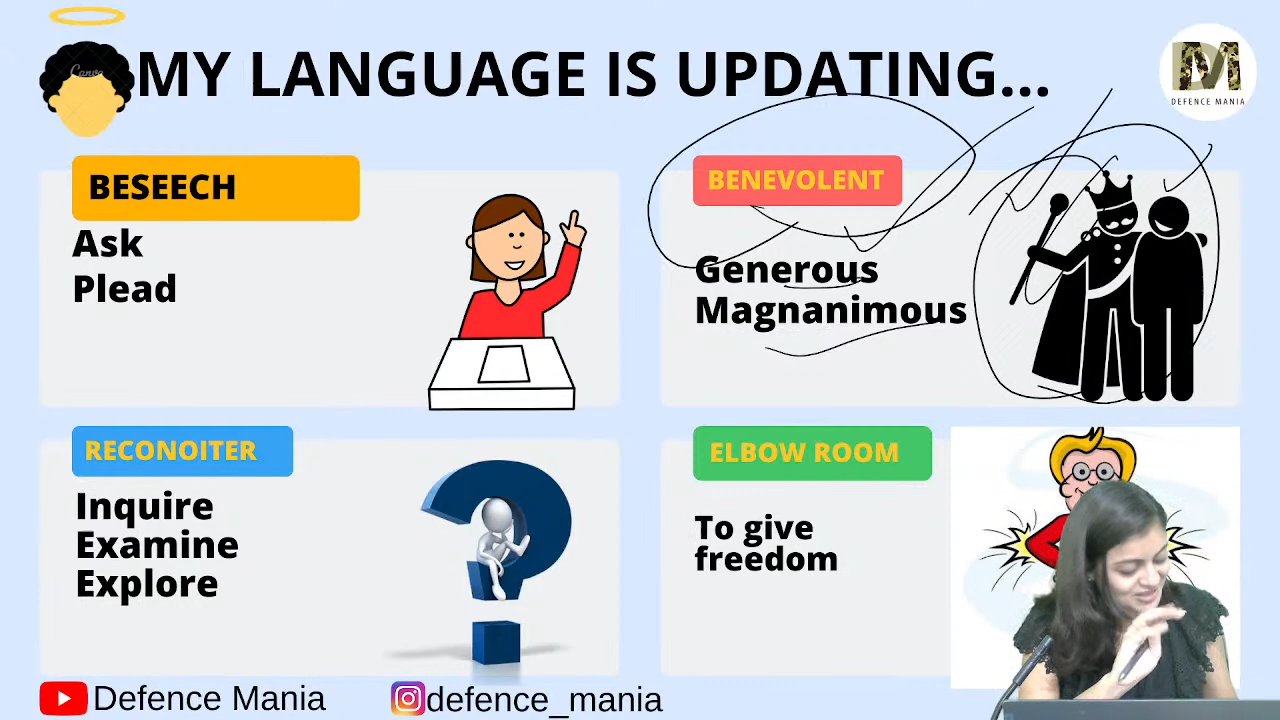 Canva
MY LANGUAGE IS UPDATING...
DEFENCE MANIA
BESEECH
Ask
Plead
BENEVOLENT
Generous
Magnanimous
RECONOITER
Inquire
Examine
Explore
ELBOW ROOM
To give
freedom
Defence Mania
defence_mania